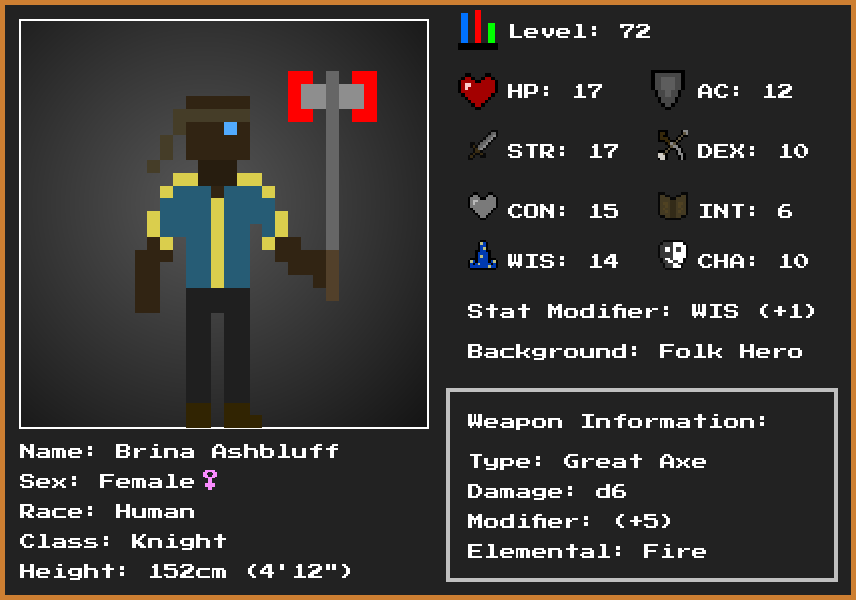 Level: 72
HP: 17
AC: 12
STR: 17
DEX: 10
CON: 15
INT: 6
WIS: 14
CHA: 10
Stat Modifier: WIS (+1)
Background: Folk Hero
Weapon Information:
Type: Great Axe
Damage: d6
Modifier: (+5)
Elemental: Fire
Name: Brina Ashbluff
Sex: Female♀
Race: Human
Class: Knight
Height: 152cm (4'12")